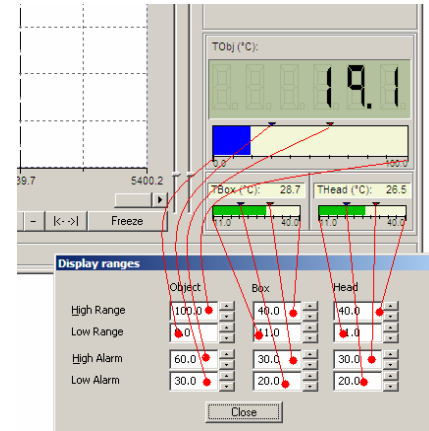 TObj (°C):
19.1
0.0 100.0
39.7 5400.2
TBox (°C): 28.7 THead (°C): 26.5
- |<-->| Freeze
40.0 40.0
Display ranges
Object Box Head
High Range 100.0 40.0 40.0
Low Range
High Alarm 60.0 30.0 30.0
Low Alarm 30.0 20.0 20.0
Close